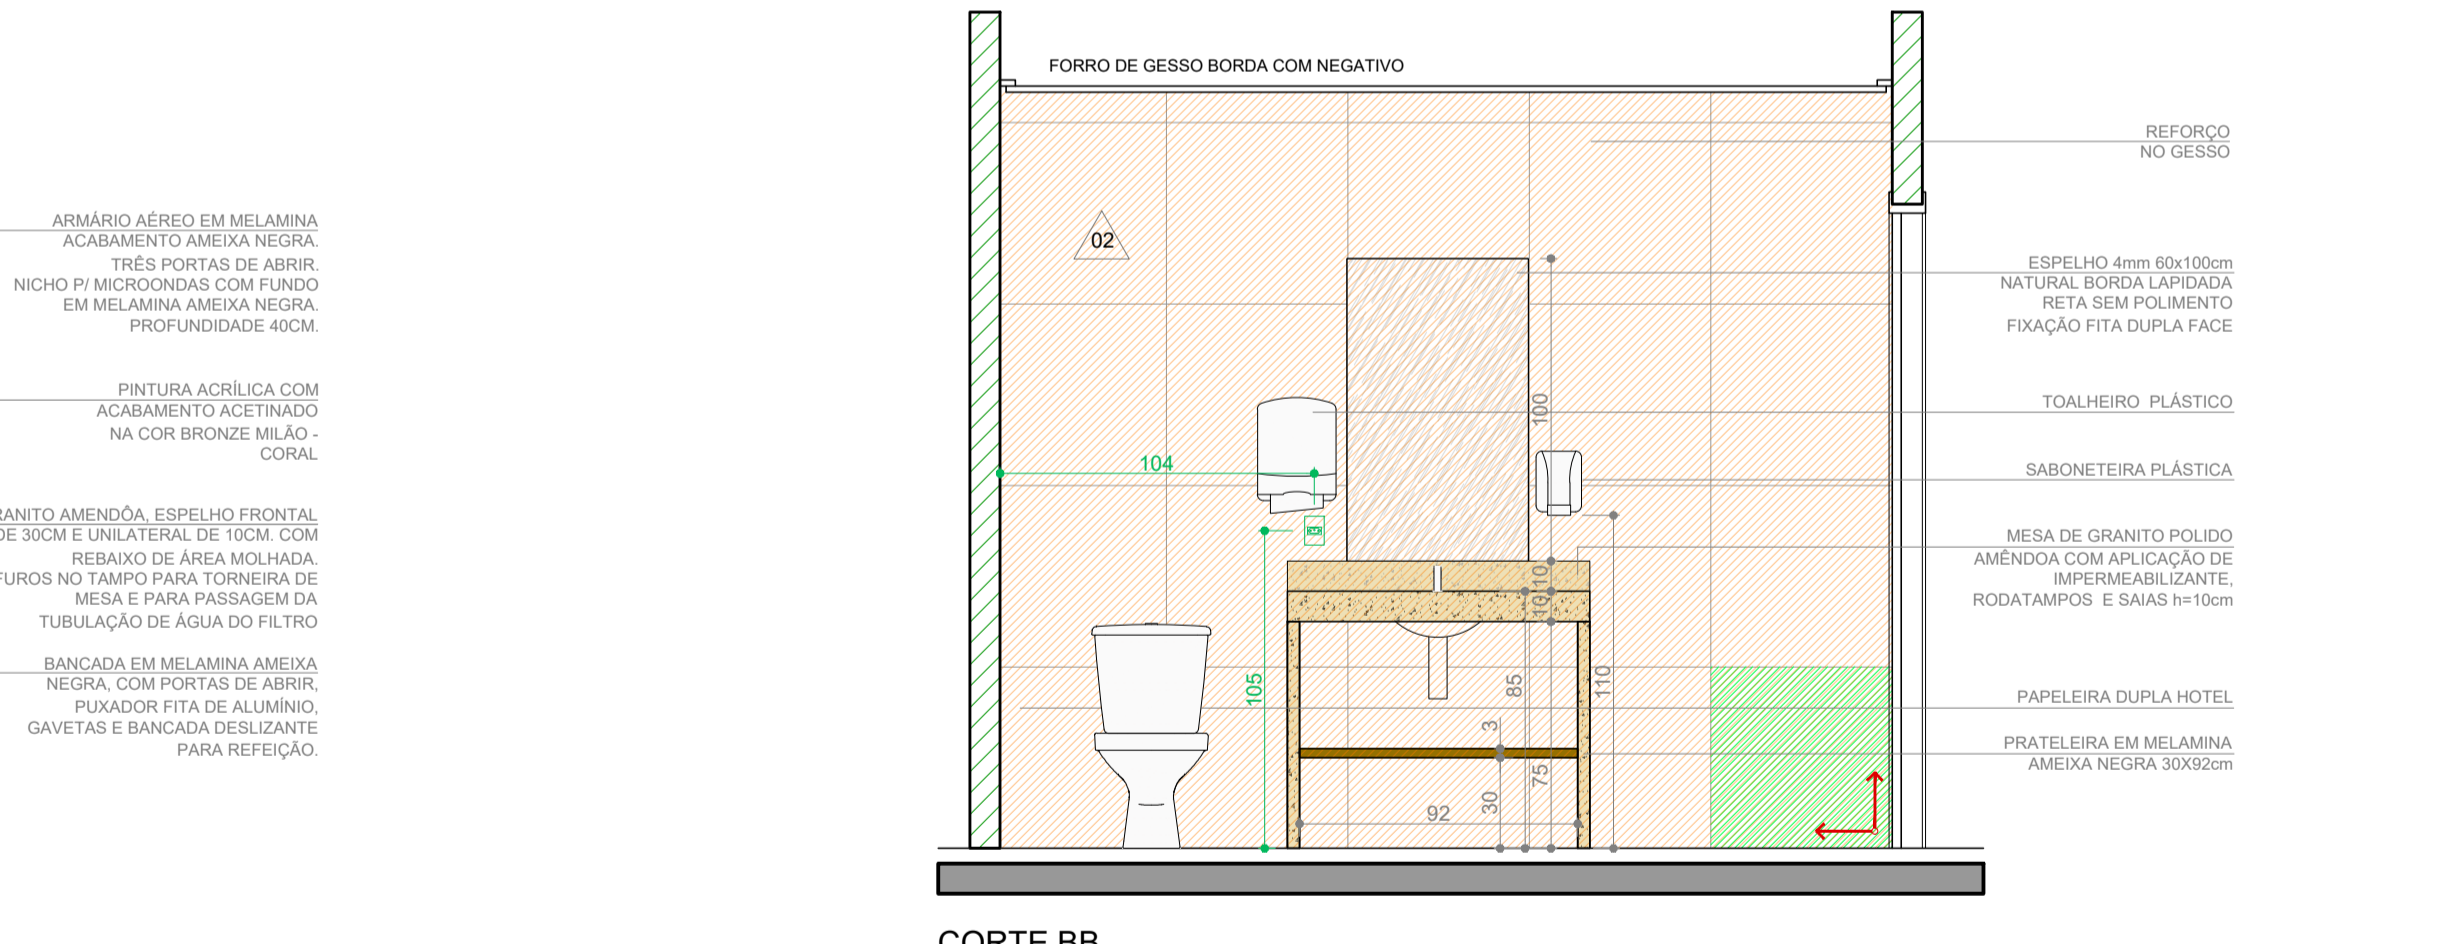 FORRO DE GESSO BORDA COM NEGATIVO
ARMÁRIO AÉREO EM MELAMINA
ACABAMENTO AMEIXA NEGRA.
TRÊS PORTAS DE ABRIR.
NICHO P/ MICROONDAS COM FUNDO
EM MELAMINA AMEIXA NEGRA.
PROFUNDIDADE 40CM.
PINTURA ACRÍLICA COM
ACABAMENTO ACETINADO
NA COR BRONZE MILÃO -
CORAL
RANITO AMENDÔA, ESPELHO FRONTAL
DE 30CM E UNILATERAL DE 10CM. COM
REBAIXO DE ÁREA MOLHADA.
FUROS NO TAMPO PARA TORNEIRA DE
MESA E PARA PASSAGEM DA
TUBULAÇÃO DE ÁGUA DO FILTRO
BANCADA EM MELAMINA AMEIXA
NEGRA, COM PORTAS DE ABRIR,
PUXADOR FITA DE ALUMÍNIO,
GAVETAS E BANCADA DESLIZANTE
PARA REFEIÇÃO.
02
104
105
100
10
10
110
85
3
75
30
92
REFORÇO
NO GESSO
ESPELHO 4mm 60x100cm
NATURAL BORDA LAPIDADA
RETA SEM POLIMENTO
FIXAÇÃO FITA DUPLA FACE
TOALHEIRO PLÁSTICO
SABONETEIRA PLÁSTICA
MESA DE GRANITO POLIDO
AMÊNDOA COM APLICAÇÃO DE
IMPERMEABILIZANTE,
RODATAMPOS E SAIAS h=10cm
PAPELEIRA DUPLA HOTEL
PRATELEIRA EM MELAMINA
AMEIXA NEGRA 30X92cm
CORTE BB